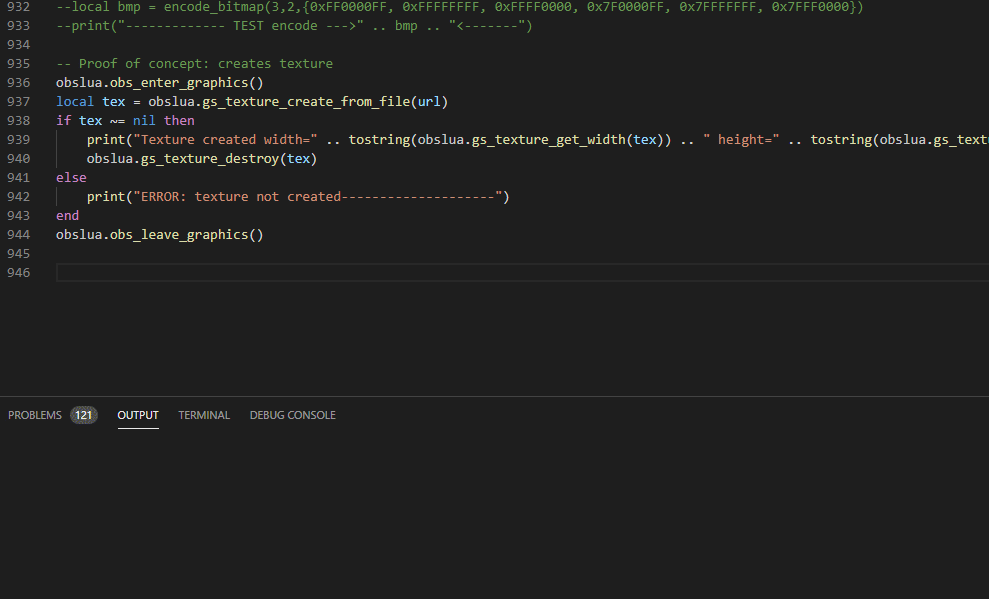 932 --local bmp = encode_bitmap(3,2,{0xFF0000FF, 0xFFFFFFFF, 0xFFFF0000, 0x7F0000FF, 0x7FFFFFFF, 0x7FFF0000})
933 --print("------------- TEST encode --->" .. bmp .. "<-------")
934
935 -- Proof of concept: creates texture
936 obslua.obs_enter_graphics()
937 local tex = obslua.gs_texture_create_from_file(url)
938 if tex ~= nil then
939 print("Texture created width=" .. tostring(obslua.gs_texture_get_width(tex)) .. " height=" .. tostring(obslua.gs_text
940 obslua.gs_texture_destroy(tex)
941 else
942 print("ERROR: texture not created--------------------")
943 end
944 obslua.obs_leave_graphics()
945
946
PROBLEMS 121 OUTPUT TERMINAL DEBUG CONSOLE